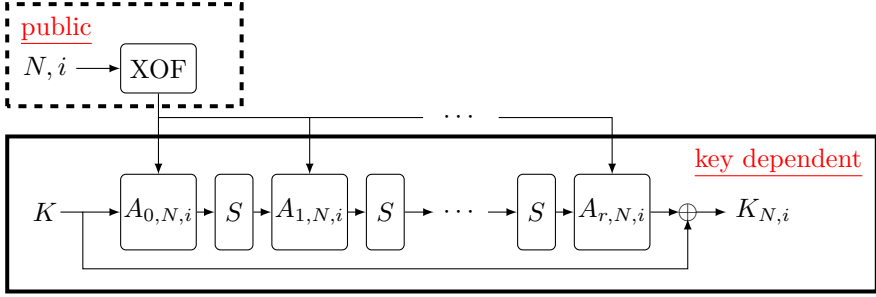 public
N, i XOF
···
key dependent
K A_{0,N,i} S A_{1,N,i} S ··· S A_{r,N,i} ⊕ K_{N,i}